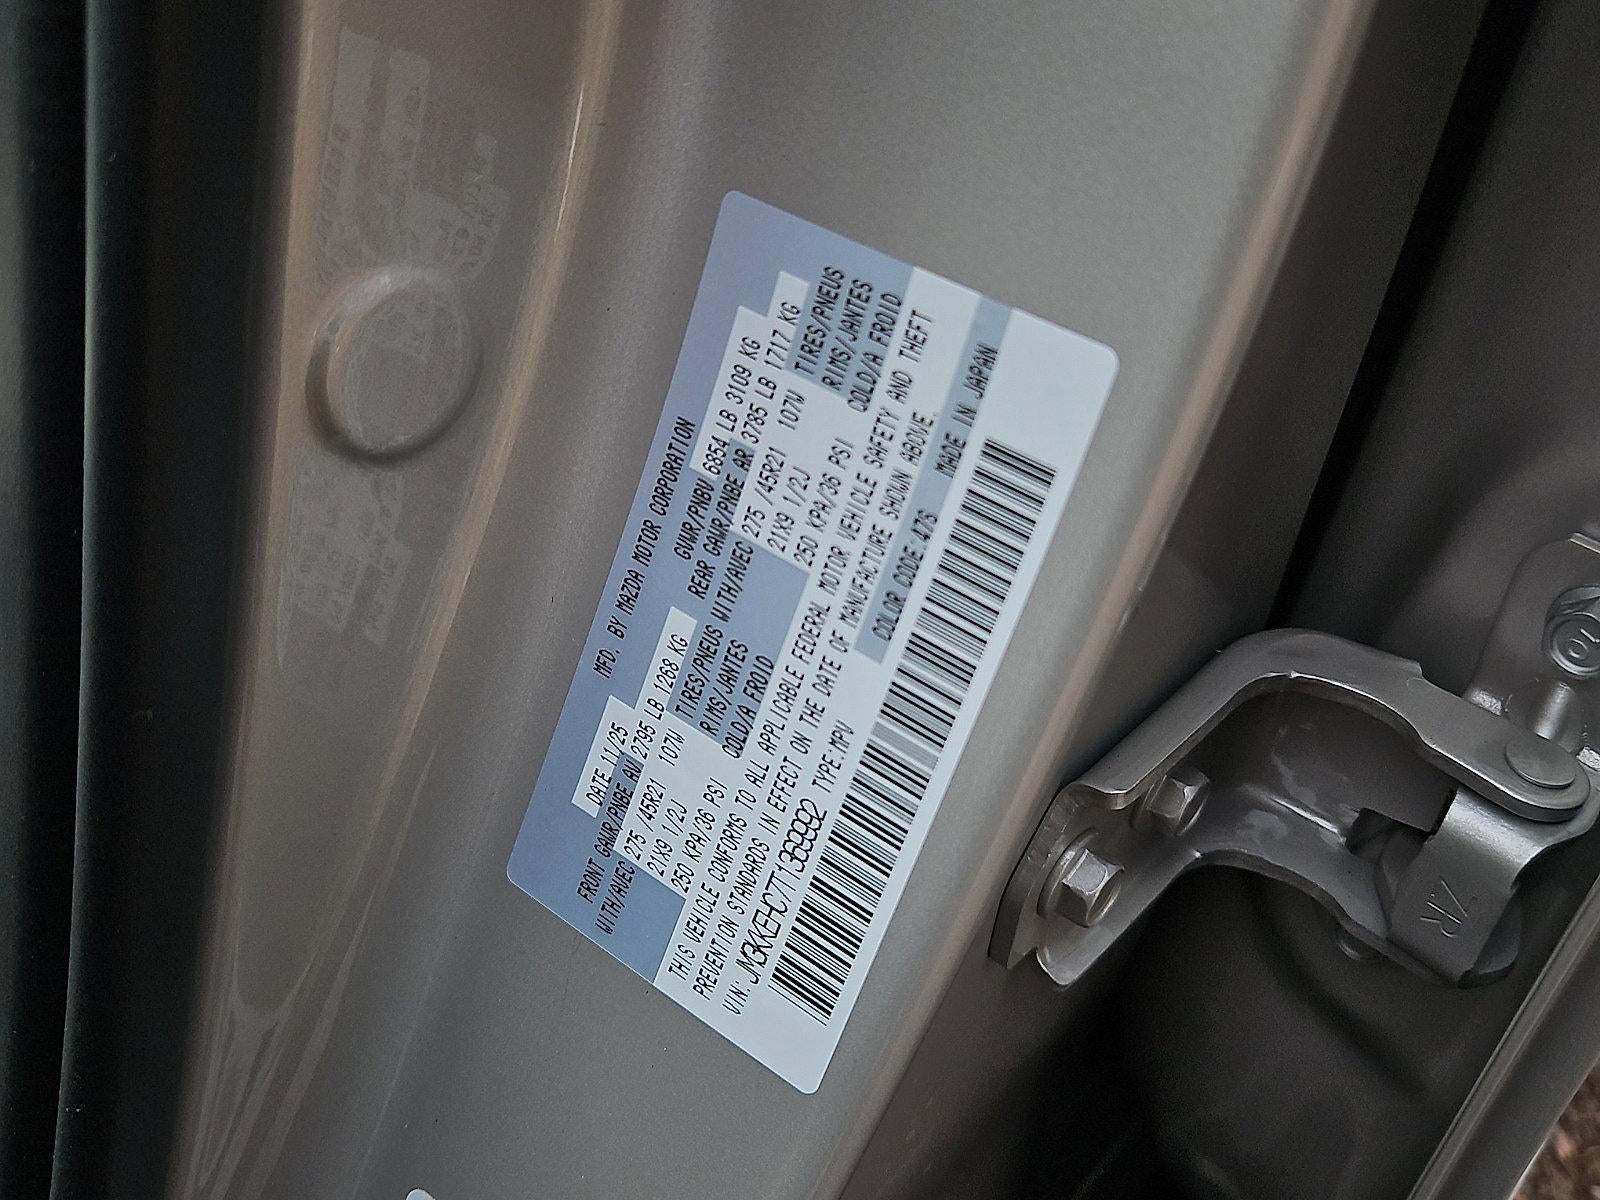 MFD. BY MAZDA MOTOR CORPORATION
DATE 11/25 GVWR/PNBV 6854 LB 3109 KG
FRONT GAWR/PNBE AV 2795 LB 1268 KG REAR GAWR/PNBE AR 3785 LB 1717 KG
WITH/AVEC 275 /45R21 107W TIRES/PNEUS WITH/AVEC 275 /45R21 107W TIRES/PNEUS
21X9 1/2J RIMS/JANTES 21X9 1/2J RIMS/JANTES
250 KPA/36 PSI COLD/A FROID 250 KPA/36 PSI COLD/A FROID
THIS VEHICLE CONFORMS TO ALL APPLICABLE FEDERAL MOTOR VEHICLE SAFETY AND THEFT
PREVENTION STANDARDS IN EFFECT ON THE DATE OF MANUFACTURE SHOWN ABOVE.
VIN: JM3KKEHC7T1369992 TYPE:MPV COLOR CODE:47S MADE IN JAPAN
10
ZR